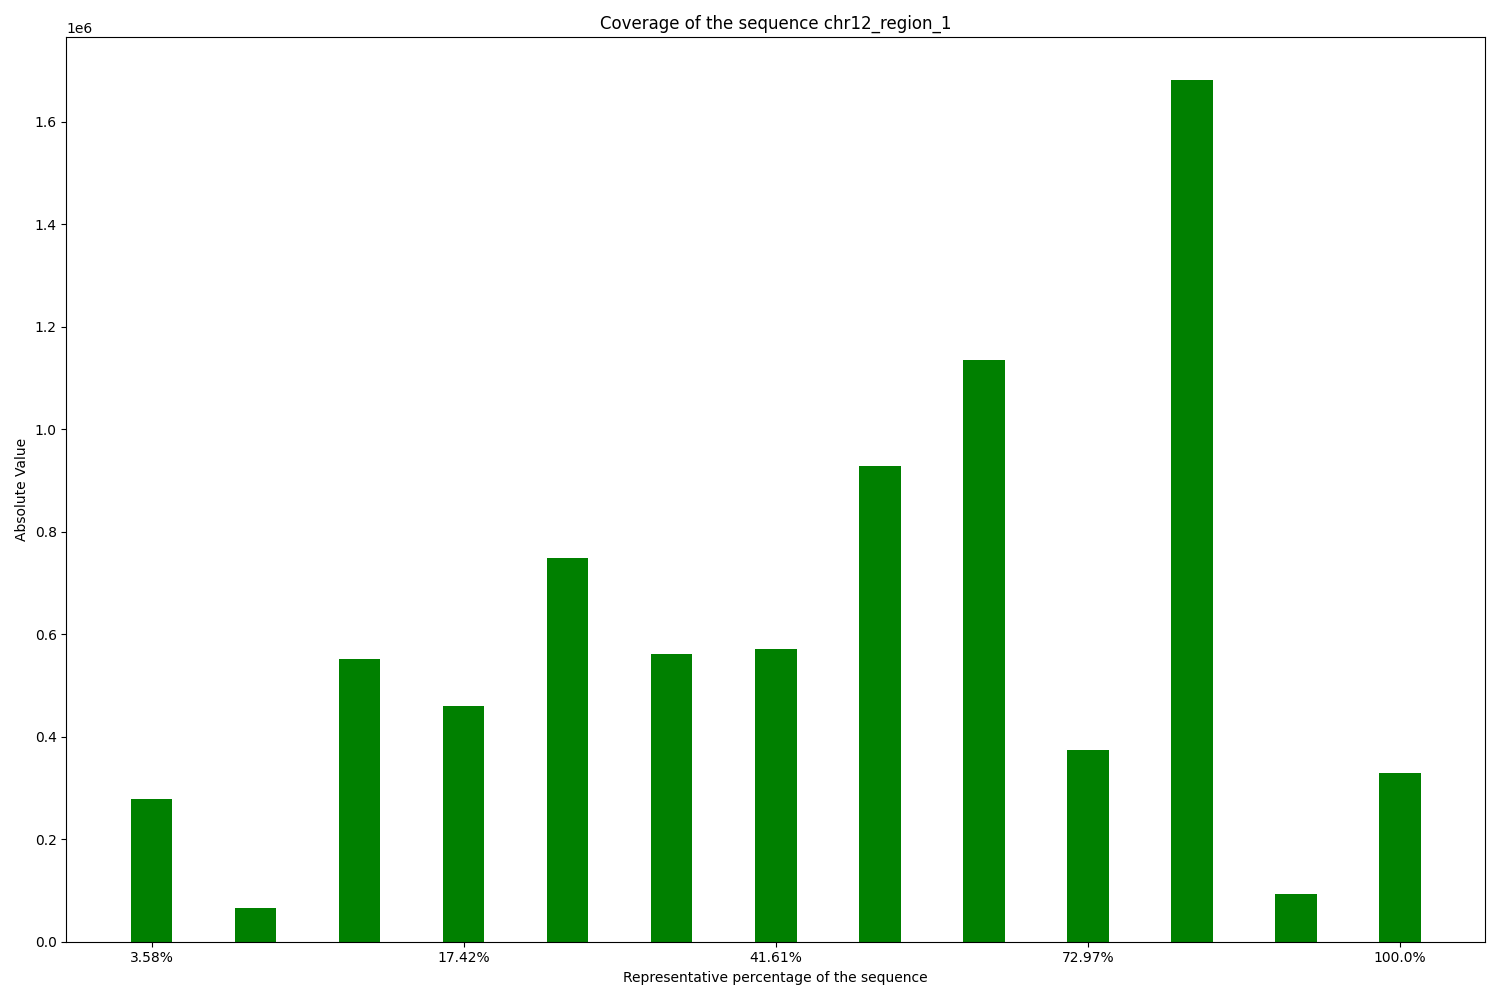 Coverage of the sequence chr12_region_1
1e6
1.6
1.4
1.2
1.0
0.8
0.6
0.4
0.2
0.0
Absolute Value
3.58% 17.42% 41.61% 72.97% 100.0%
Representative percentage of the sequence